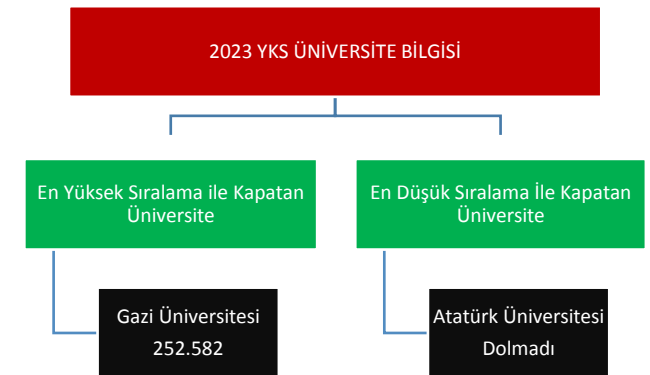 2023 YKS ÜNİVERSİTE BİLGİSİ
En Yüksek Sıralama ile Kapatan
Üniversite
Gazi Üniversitesi
252.582
En Düşük Sıralama İle Kapatan
Üniversite
Atatürk Üniversitesi
Dolmadı